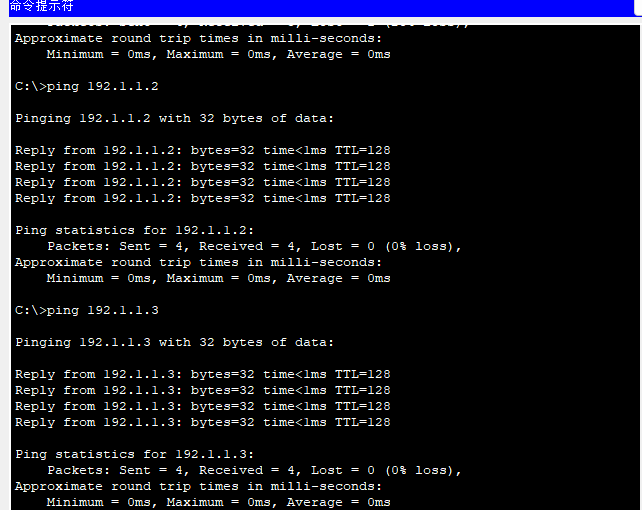 命令提示符
Approximate round trip times in milli-seconds:
Minimum = 0ms, Maximum = 0ms, Average = 0ms
C:\>ping 192.1.1.2
Pinging 192.1.1.2 with 32 bytes of data:
Reply from 192.1.1.2: bytes=32 time<1ms TTL=128
Reply from 192.1.1.2: bytes=32 time<1ms TTL=128
Reply from 192.1.1.2: bytes=32 time<1ms TTL=128
Reply from 192.1.1.2: bytes=32 time<1ms TTL=128
Ping statistics for 192.1.1.2:
Packets: Sent = 4, Received = 4, Lost = 0 (0% loss),
Approximate round trip times in milli-seconds:
Minimum = 0ms, Maximum = 0ms, Average = 0ms
C:\>ping 192.1.1.3
Pinging 192.1.1.3 with 32 bytes of data:
Reply from 192.1.1.3: bytes=32 time<1ms TTL=128
Reply from 192.1.1.3: bytes=32 time<1ms TTL=128
Reply from 192.1.1.3: bytes=32 time<1ms TTL=128
Reply from 192.1.1.3: bytes=32 time<1ms TTL=128
Ping statistics for 192.1.1.3:
Packets: Sent = 4, Received = 4, Lost = 0 (0% loss),
Approximate round trip times in milli-seconds:
Minimum = 0ms, Maximum = 0ms, Average = 0ms